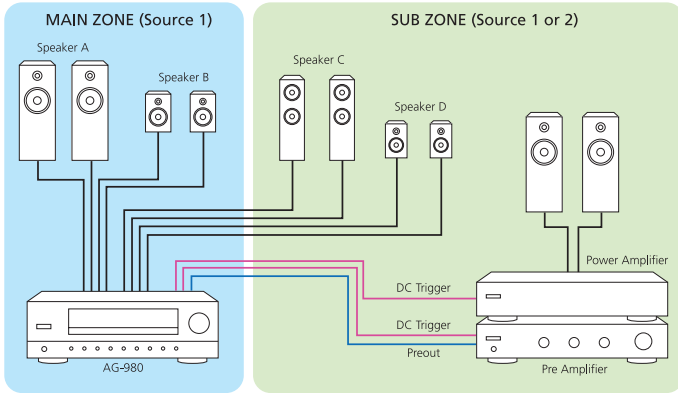 MAIN ZONE (Source 1)
SUB ZONE (Source 1 or 2)
Speaker A
Speaker B
Speaker C
Speaker D
Power Amplifier
DC Trigger
DC Trigger
Preout
AG-980
Pre Amplifier